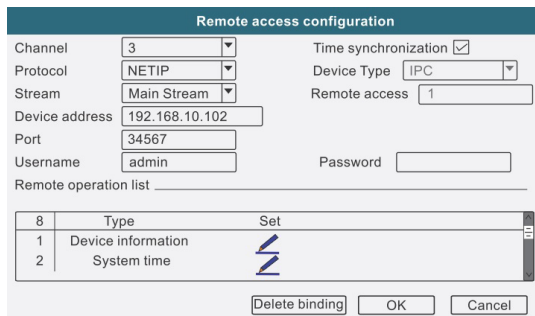 Remote access configuration
Channel 3 Time synchronization
Protocol NETIP Device Type IPC
Stream Main Stream Remote access 1
Device address 192.168.10.102
Port 34567
Username admin Password
Remote operation list
8 Type Set
1 Device information
2 System time
Delete binding OK Cancel